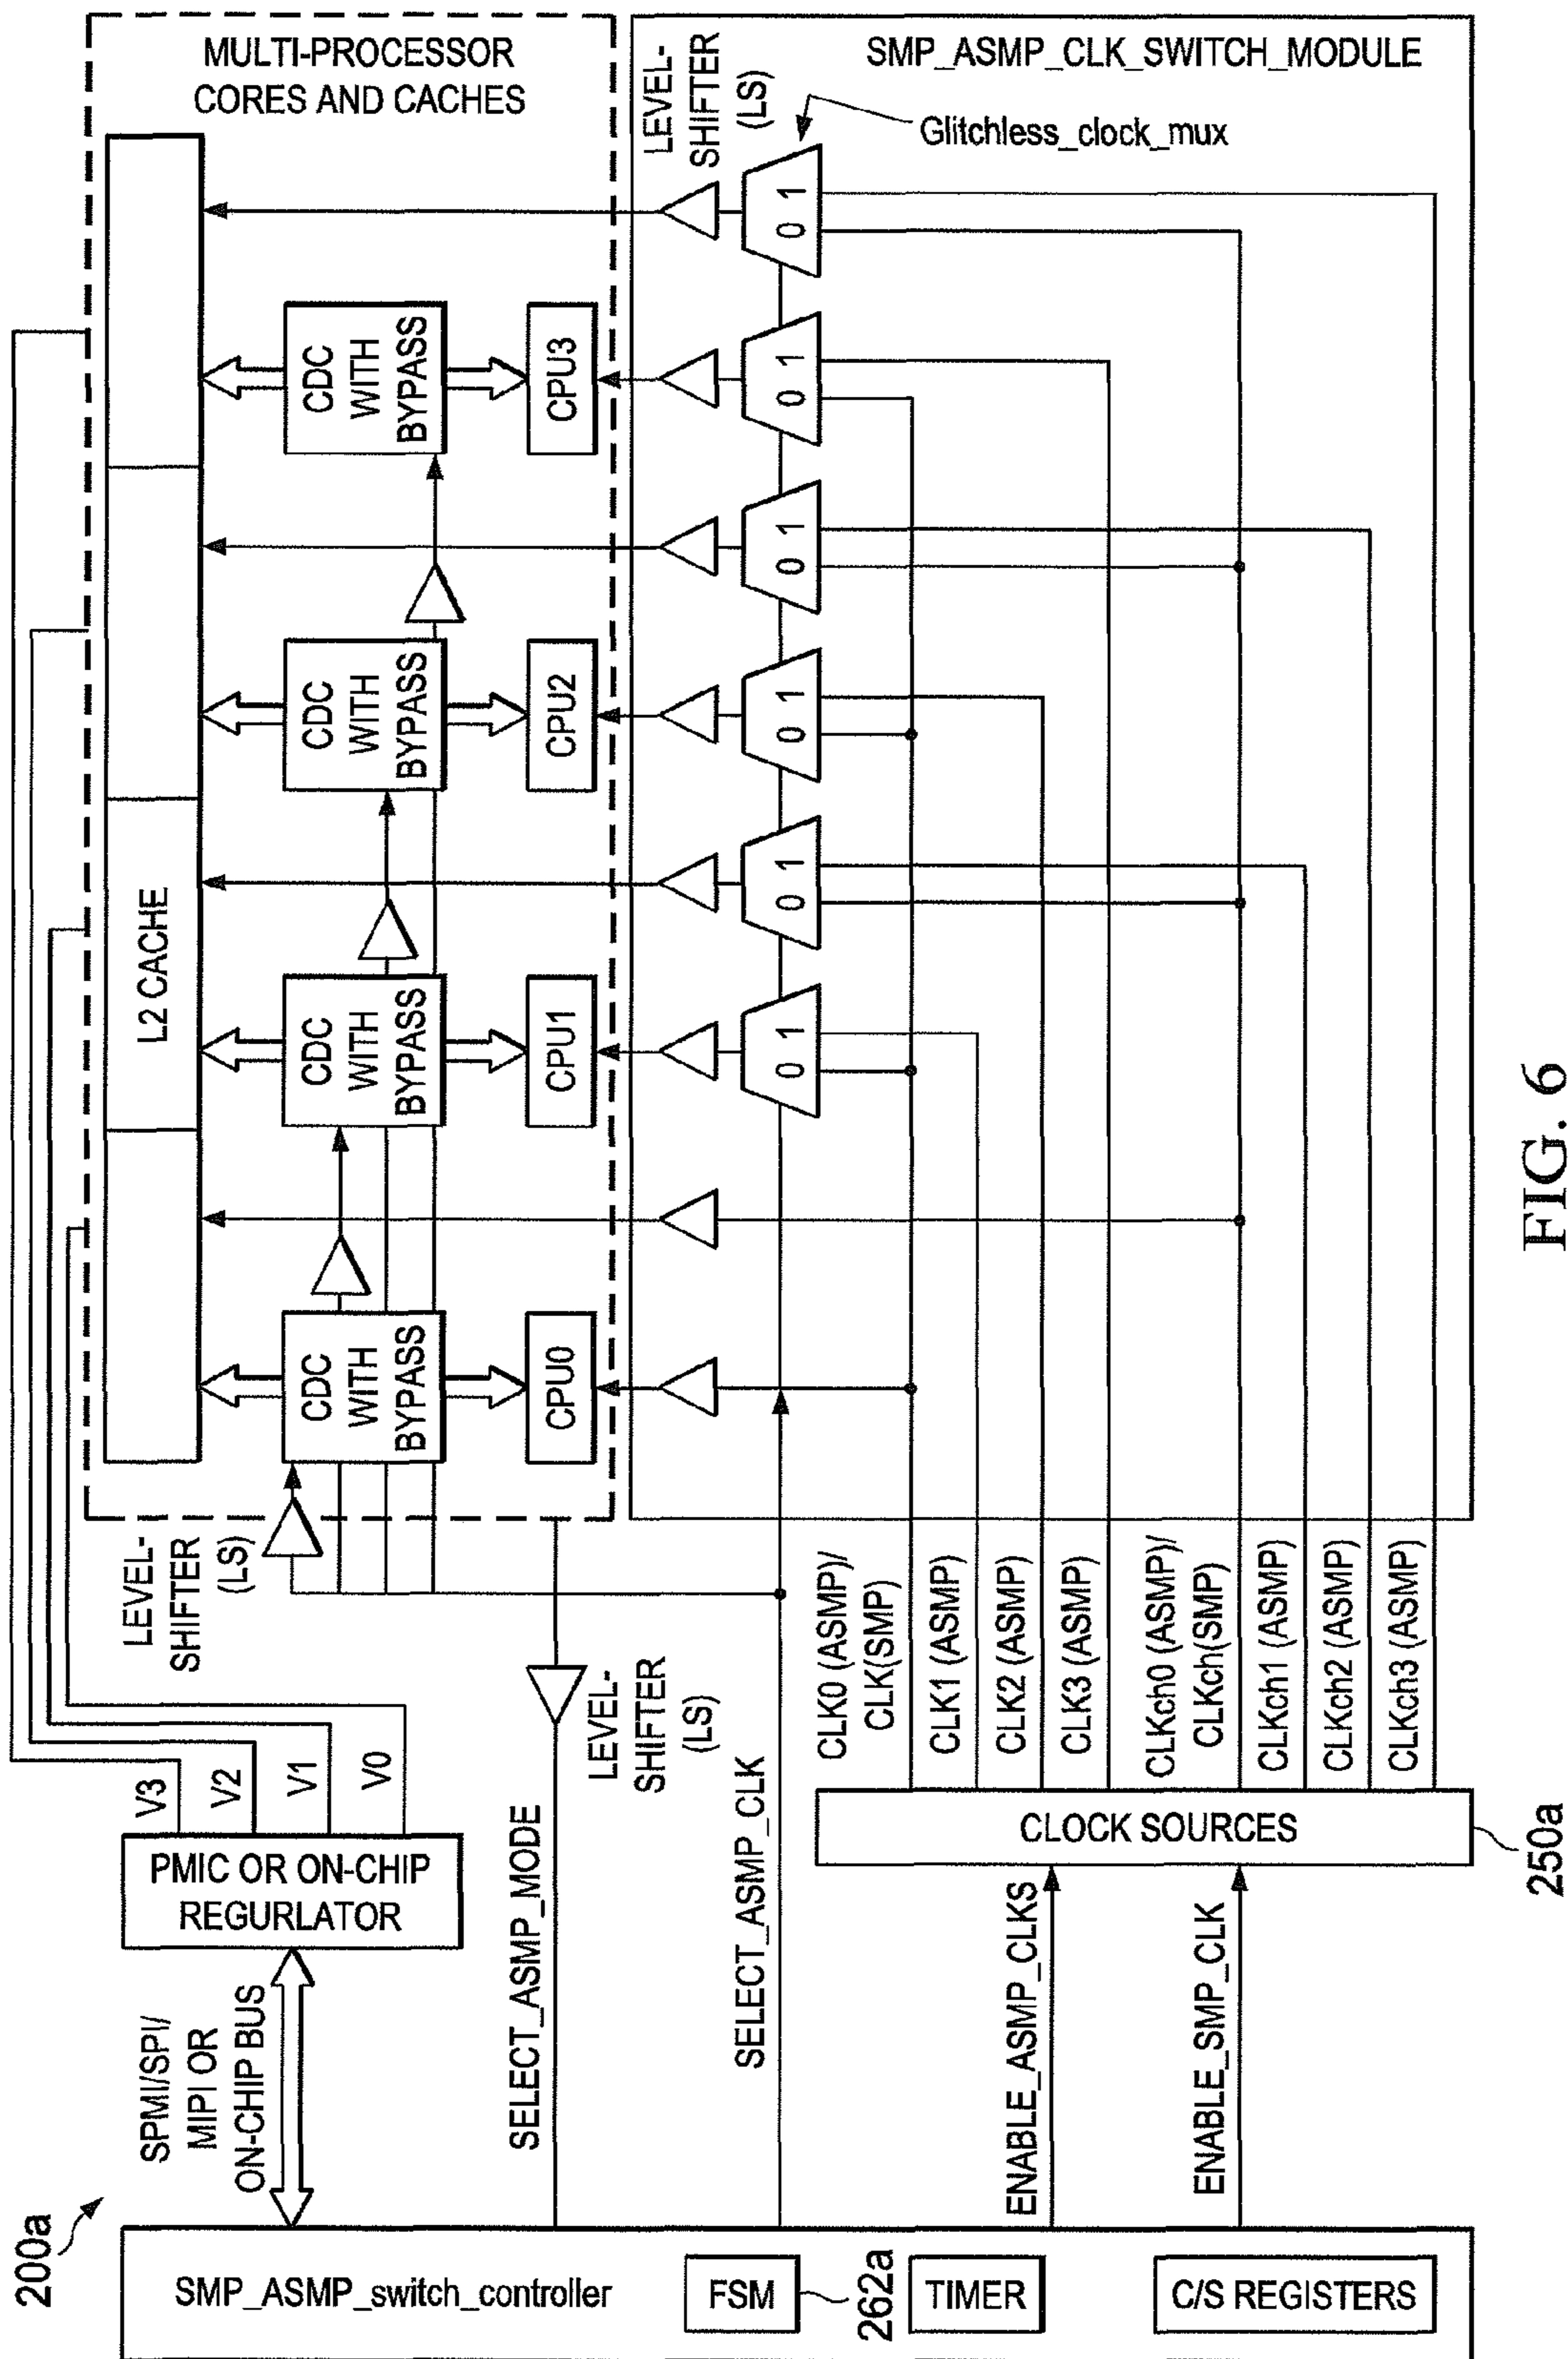 200a
SMP_ASMP_switch_controller
FSM
262a
TIMER
C/S REGISTERS
SPMI/SPI/
MIPI OR
ON-CHIP BUS
PMIC OR ON-CHIP
REGURLATOR
V3
V2
V1
V0
SELECT_ASMP_MODE
SELECT_ASMP_CLK
ENABLE_ASMP_CLKS
ENABLE_SMP_CLK
CLOCK SOURCES
250a
LEVEL-
SHIFTER
(LS)
LEVEL-
SHIFTER
(LS)
CLK0 (ASMP)/
CLK(SMP)
CLK1 (ASMP)
CLK2 (ASMP)
CLK3 (ASMP)
CLKch0 (ASMP)/
CLKch(SMP)
CLKch1 (ASMP)
CLKch2 (ASMP)
CLKch3 (ASMP)
MULTI-PROCESSOR
CORES AND CACHES
L2 CACHE
CDC
WITH
BYPASS
CDC
WITH
BYPASS
CDC
WITH
BYPASS
CDC
WITH
BYPASS
CPU0
CPU1
CPU2
CPU3
LEVEL-
SHIFTER
(LS)
SMP_ASMP_CLK_SWITCH_MODULE
Glitchless_clock_mux
0 1
0 1
0 1
0 1
0 1
0 1
FIG. 6